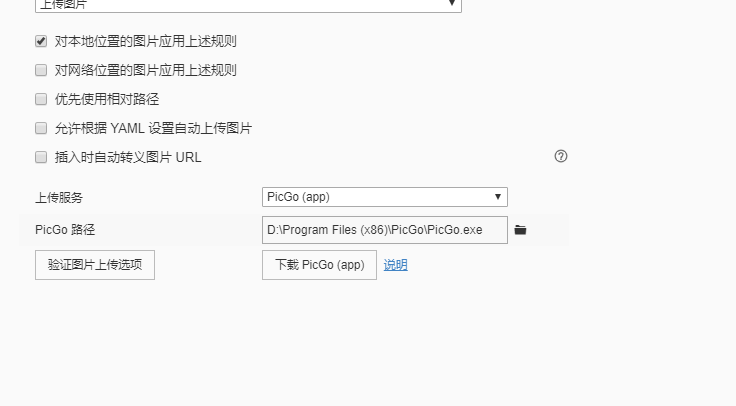 上传图片
对本地位置的图片应用上述规则
对网络位置的图片应用上述规则
优先使用相对路径
允许根据 YAML 设置自动上传图片
插入时自动转义图片 URL
上传服务 PicGo (app)
PicGo 路径 D:\Program Files (x86)\PicGo\PicGo.exe
验证图片上传选项 下载 PicGo (app) 说明